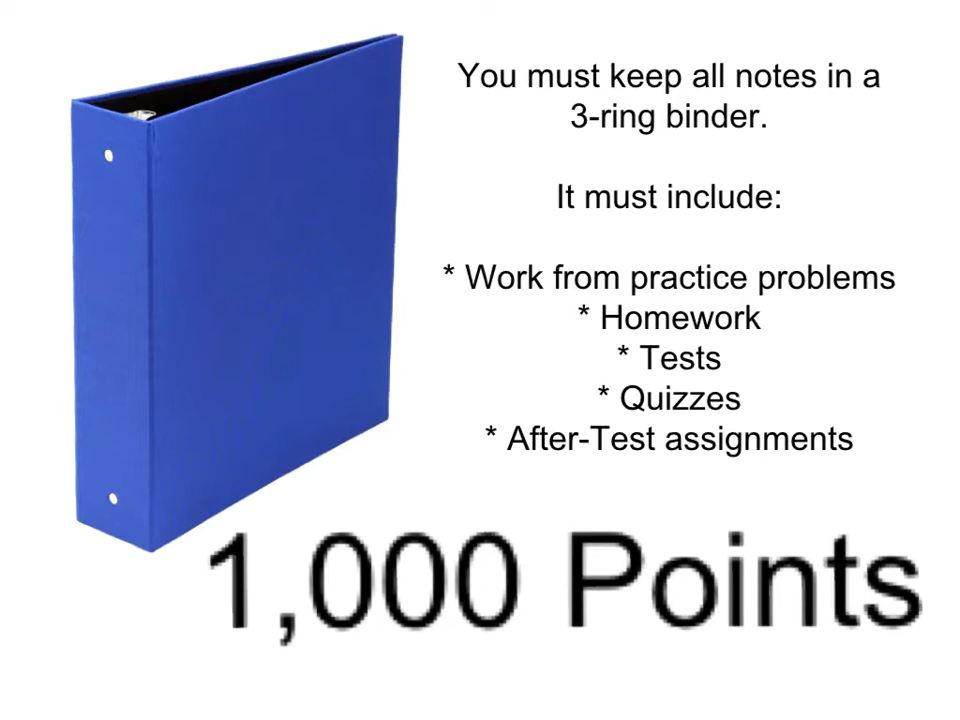 You must keep all notes in a
3-ring binder.
It must include:
* Work from practice problems
* Homework
* Tests
* Quizzes
* After-Test assignments
1,000 Points